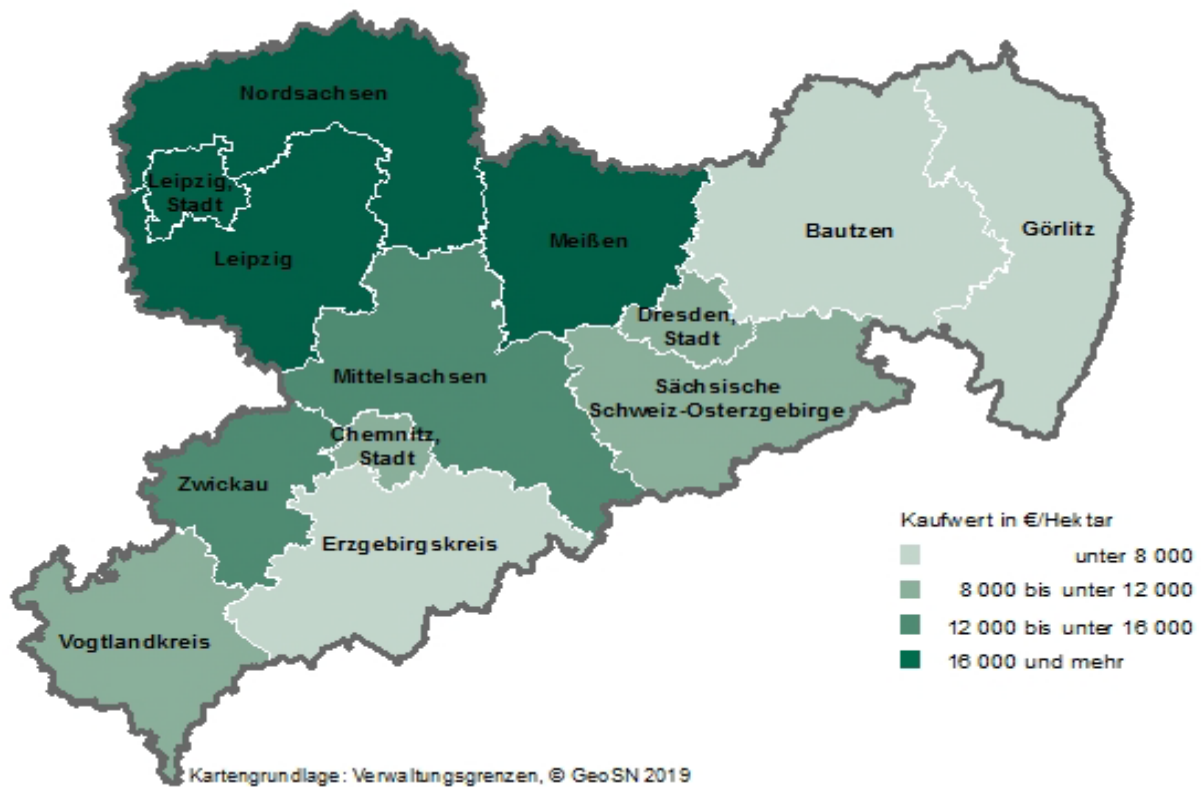 Nordsachsen
Leipzig,
Stadt
Leipzig
Meißen
Bautzen
Görlitz
Dresden,
Stadt
Mittelsachsen
Sächsische
Schweiz-Osterzgebirge
Chemnitz,
Stadt
Zwickau
Erzgebirgskreis
Vogtlandkreis
Kaufwert in €/Hektar
unter 8 000
8 000 bis unter 12 000
12 000 bis unter 16 000
16 000 und mehr
Kartengrundlage: Verwaltungsgrenzen, © GeoSN 2019